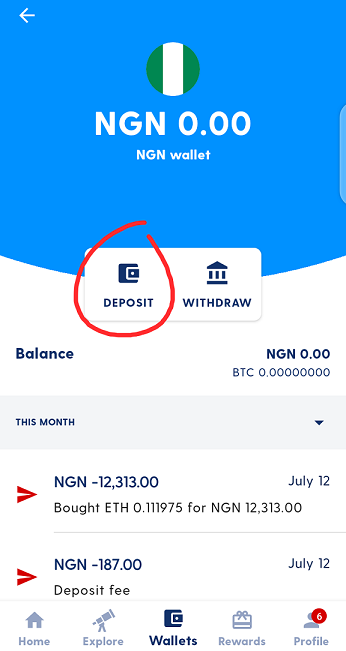 NGN 0.00
NGN wallet
DEPOSIT WITHDRAW
Balance NGN 0.00
BTC 0,00000000
THIS MONTH
NGN -12,313.00 July 12
Bought ETH 0.111975 for NGN 12,313.00
NGN -187.00 July 12
Deposit fee
6
Home Explore Wallets Rewards Profile